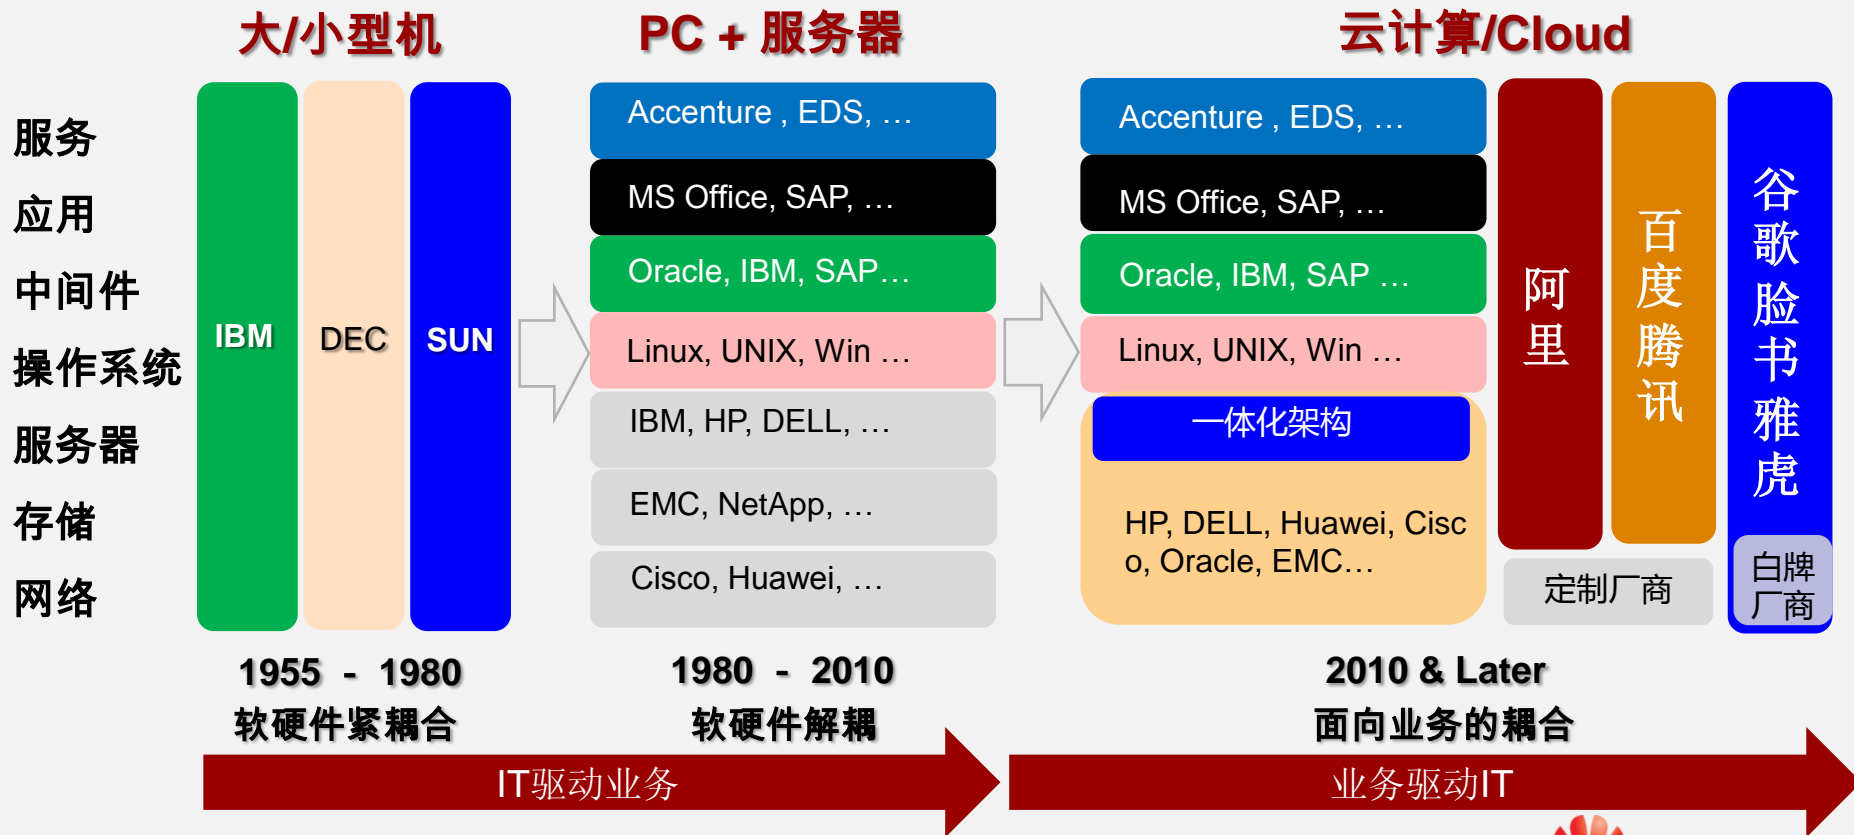 大/小型机
PC + 服务器
云计算/Cloud
服务
应用
中间件
操作系统
服务器
存储
网络
IBM
DEC
SUN
Accenture , EDS, …
MS Office, SAP, …
Oracle, IBM, SAP…
Linux, UNIX, Win …
IBM, HP, DELL, …
EMC, NetApp, …
Cisco, Huawei, …
Accenture , EDS, …
MS Office, SAP, …
Oracle, IBM, SAP …
Linux, UNIX, Win …
一体化架构
HP, DELL, Huawei, Cisc
o, Oracle, EMC…
阿里
百度腾讯
谷歌脸书雅虎
定制厂商
白牌
厂商
1955 - 1980
软硬件紧耦合
1980 - 2010
软硬件解耦
2010 & Later
面向业务的耦合
IT驱动业务
业务驱动IT